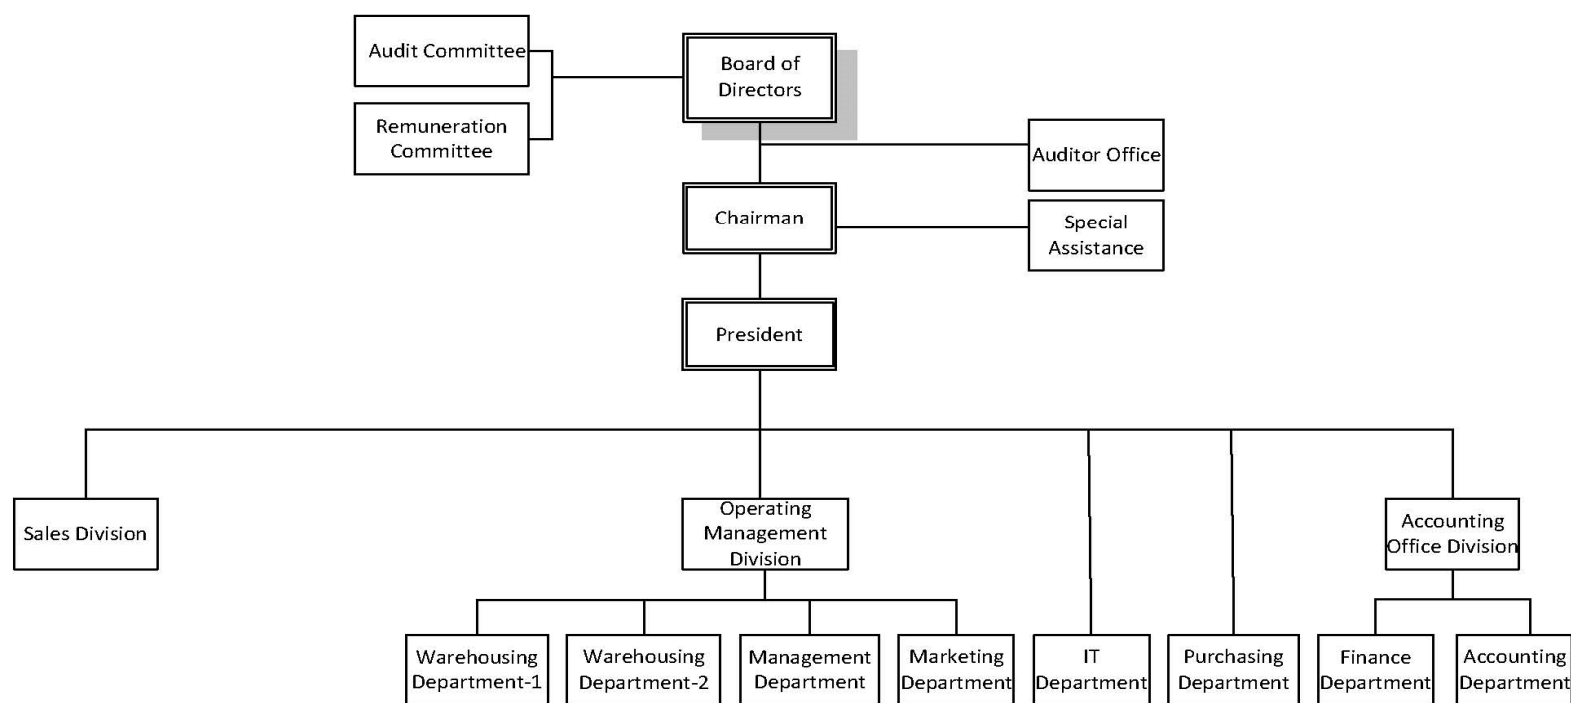 Audit Committee
Board of
Directors
Remuneration
Committee
Auditor Office
Chairman
Special
Assistance
President
Sales Division
Operating
Management
Division
Accounting
Office Division
Warehousing
Department-1
Warehousing
Department-2
Management
Department
Marketing
Department
IT
Department
Purchasing
Department
Finance
Department
Accounting
Department